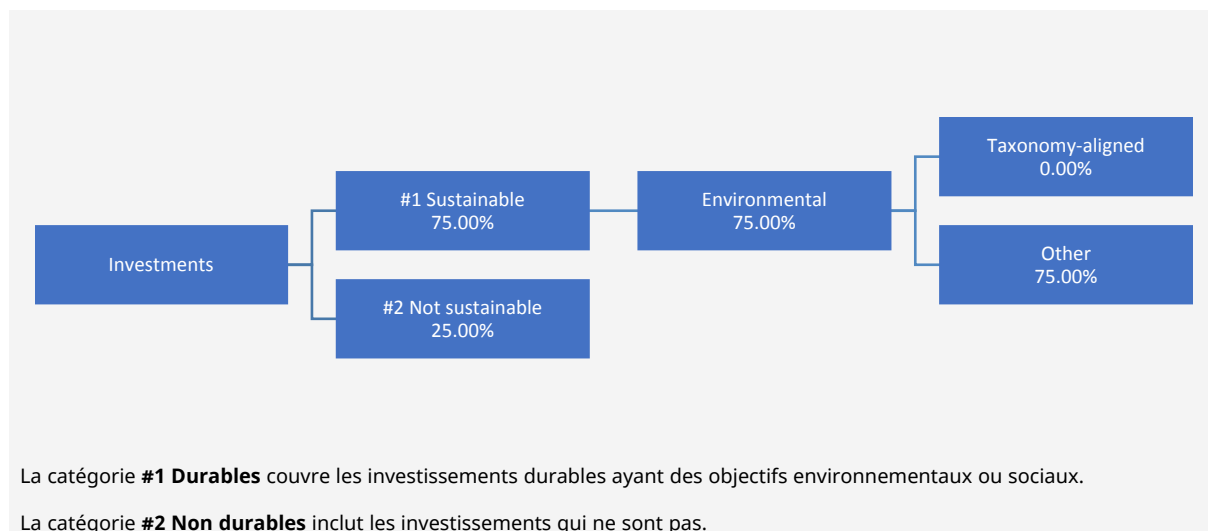 Taxonomy-aligned
0.00%
#1 Sustainable
75.00%
Environmental
75.00%
Investments
Other
75.00%
#2 Not sustainable
25.00%
La catégorie #1 Durables couvre les investissements durables ayant des objectifs environnementaux ou sociaux.
La catégorie #2 Non durables inclut les investissements qui ne sont pas.